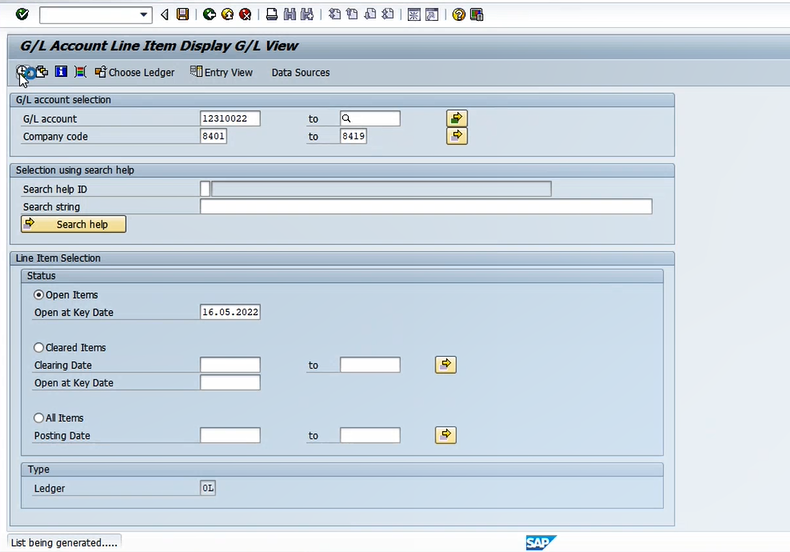 G/L Account Line Item Display G/L View
Choose Ledger Entry View Data Sources
G/L account selection
G/L account 12310022 to
Company code 8401 to 8419
Selection using search help
Search help ID
Search string
Search help
Line Item Selection
Status
Open Items
Open at Key Date 16.05.2022
Cleared Items
Clearing Date to
Open at Key Date
All Items
Posting Date to
Type
Ledger 0L
List being generated..... SAP